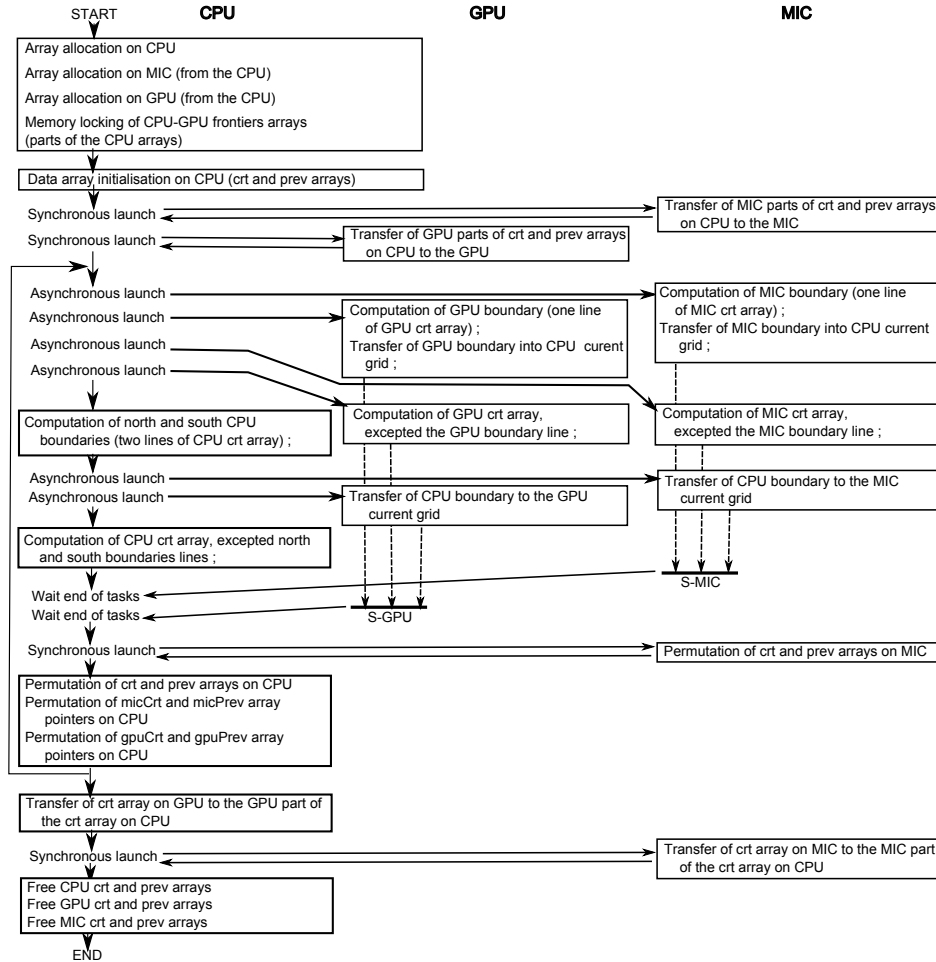 START
CPU
GPU
MIC
Array allocation on CPU
Array allocation on MIC (from the CPU)
Array allocation on GPU (from the CPU)
Memory locking of CPU-GPU frontiers arrays
(parts of the CPU arrays)
Data array initialisation on CPU (crt and prev arrays)
Synchronous launch
Transfer of MIC parts of crt and prev arrays
on CPU to the MIC
Synchronous launch
Transfer of GPU parts of crt and prev arrays
on CPU to the GPU
Asynchronous launch
Asynchronous launch
Asynchronous launch
Asynchronous launch
Computation of GPU boundary (one line
of GPU crt array) ;
Transfer of GPU boundary into CPU curent
grid ;
Computation of MIC boundary (one line
of MIC crt array) ;
Transfer of MIC boundary into CPU current
grid ;
Computation of north and south CPU
boundaries (two lines of CPU crt array) ;
Computation of GPU crt array,
excepted the GPU boundary line ;
Computation of MIC crt array,
excepted the MIC boundary line ;
Asynchronous launch
Asynchronous launch
Transfer of CPU boundary to the GPU
current grid
Transfer of CPU boundary to the MIC
current grid
Computation of CPU crt array, excepted north
and south boundaries lines ;
S-MIC
Wait end of tasks
Wait end of tasks
S-GPU
Synchronous launch
Permutation of crt and prev arrays on MIC
Permutation of crt and prev arrays on CPU
Permutation of micCrt and micPrev array
pointers on CPU
Permutation of gpuCrt and gpuPrev array
pointers on CPU
Transfer of crt array on GPU to the GPU part of
the crt array on CPU
Synchronous launch
Transfer of crt array on MIC to the MIC part
of the crt array on CPU
Free CPU crt and prev arrays
Free GPU crt and prev arrays
Free MIC crt and prev arrays
END